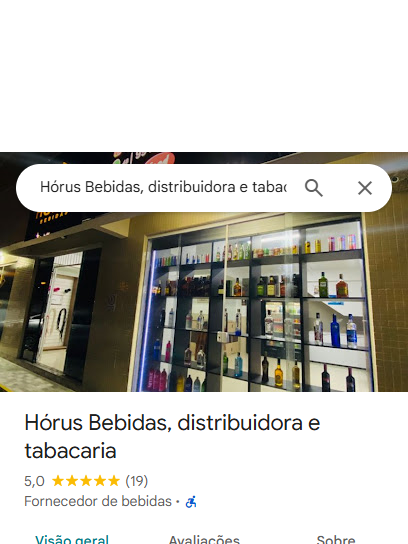 Hórus Bebidas, distribuidora e tabac
Hórus Bebidas, distribuidora e
tabacaria
5,0 (19)
Fornecedor de bebidas ·
Visão geral Avaliações Sobre